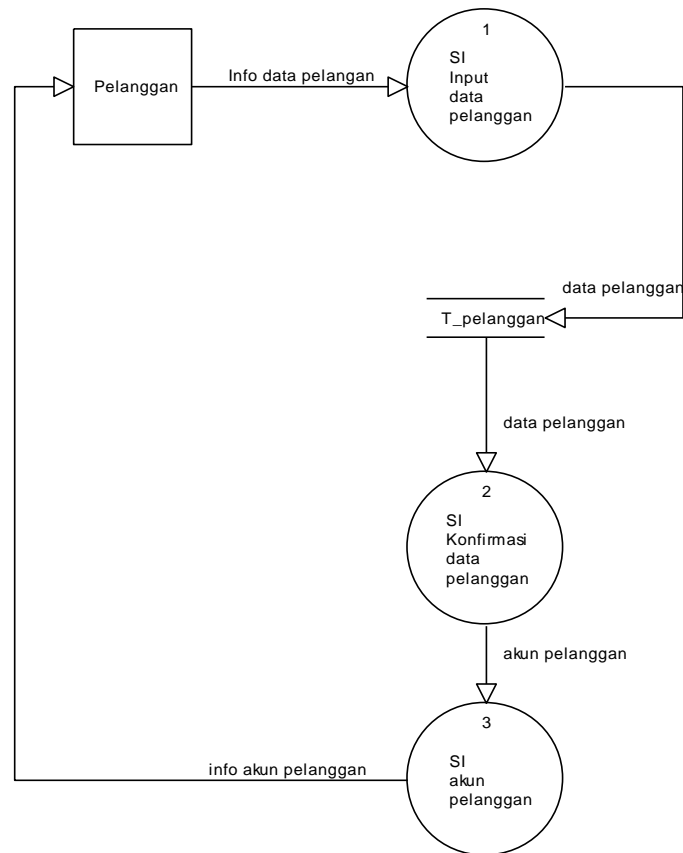 1
SI
Input
data
pelanggan
Pelanggan
Info data pelangan
data pelanggan
T_pelanggan
data pelanggan
2
SI
Konfirmasi
data
pelanggan
akun pelanggan
3
SI
akun
pelanggan
info akun pelanggan